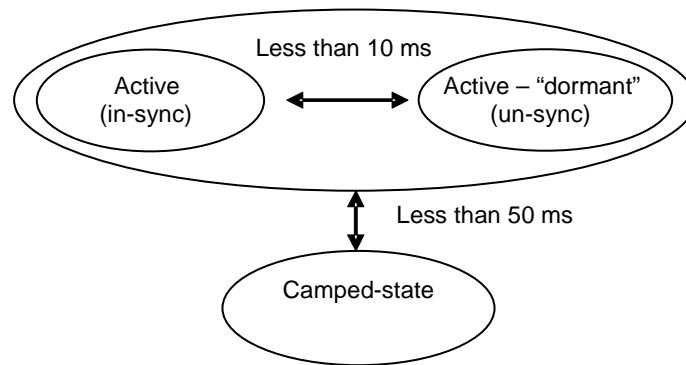 Less than 10 ms
Active
(in-sync)
Active – “dormant”
(un-sync)
Less than 50 ms
Camped-state